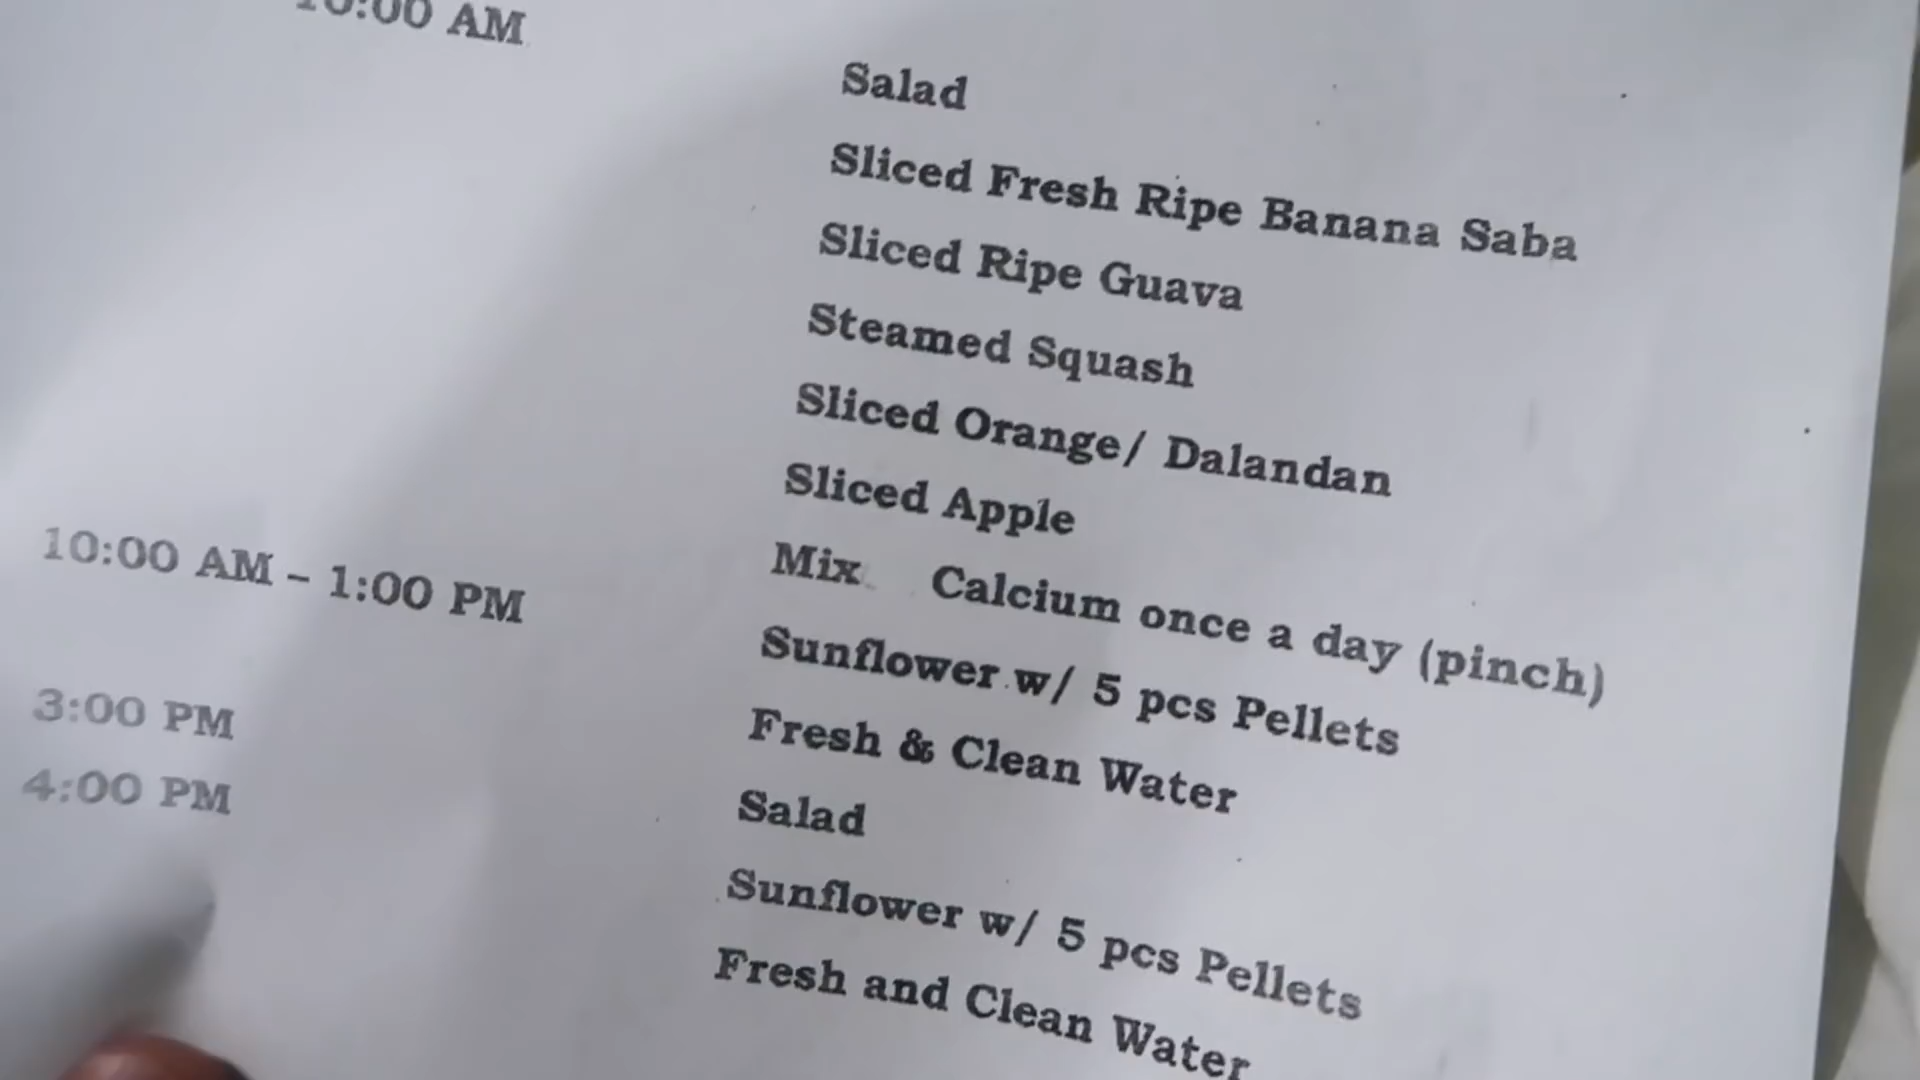 10:00 AM Salad
Sliced Fresh Ripe Banana Saba
Sliced Ripe Guava
Steamed Squash
Sliced Orange/ Dalandan
Sliced Apple
Mix Calcium once a day (pinch)
10:00 AM – 1:00 PM Sunflower w/ 5 pcs Pellets
Fresh & Clean Water
3:00 PM Salad
4:00 PM Sunflower w/ 5 pcs Pellets
Fresh and Clean Water